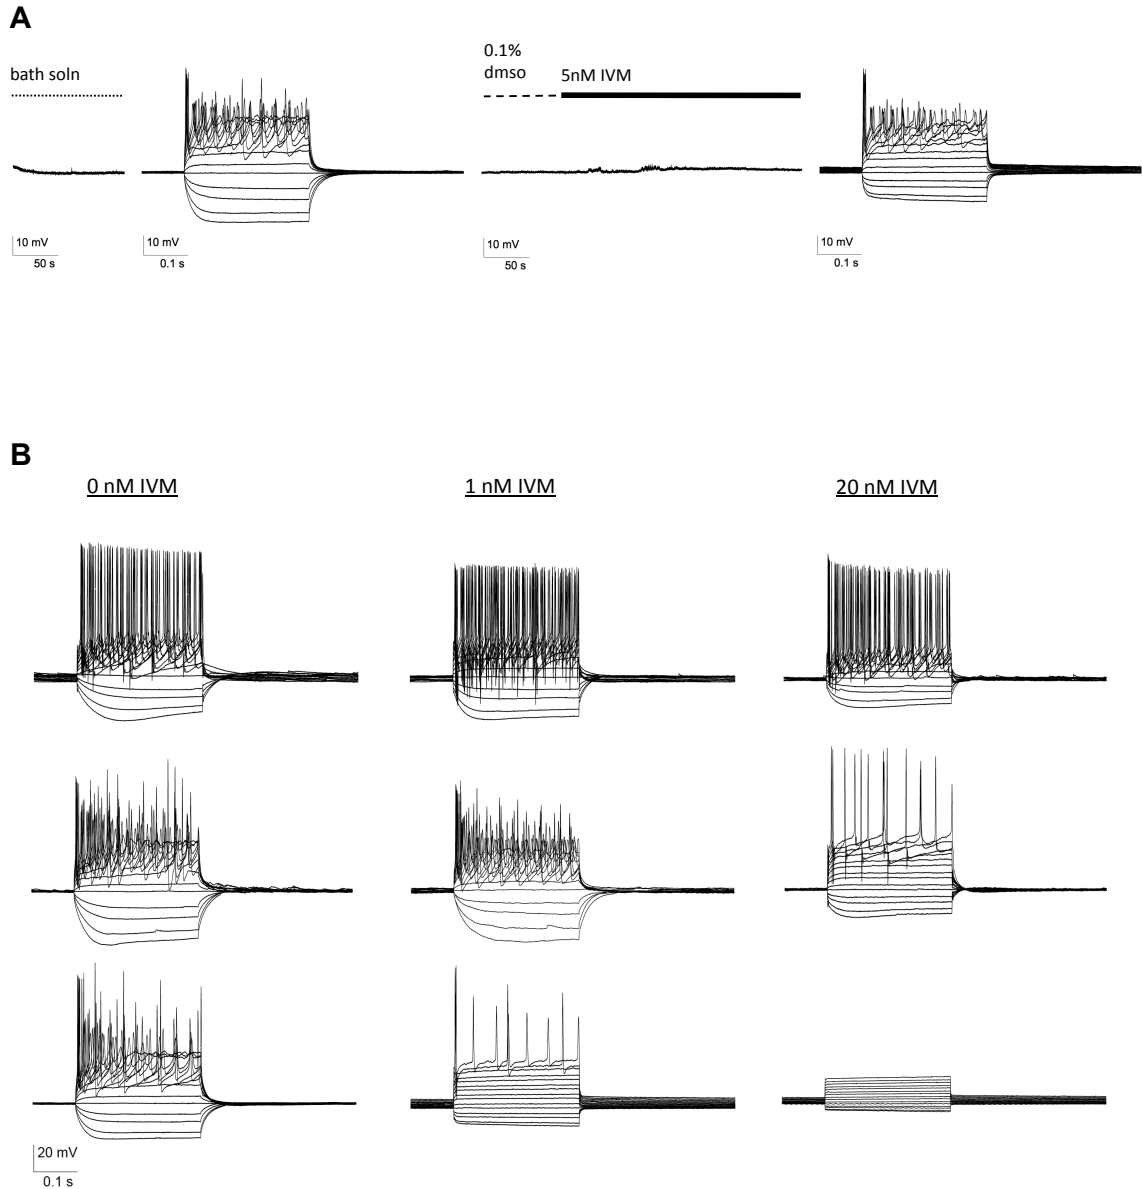 A
bath soln
0.1%
dmso
5nM IVM
10 mV
50 s
10 mV
0.1 s
10 mV
50 s
10 mV
0.1 s
B
0 nM IVM
1 nM IVM
20 nM IVM
20 mV
0.1 s